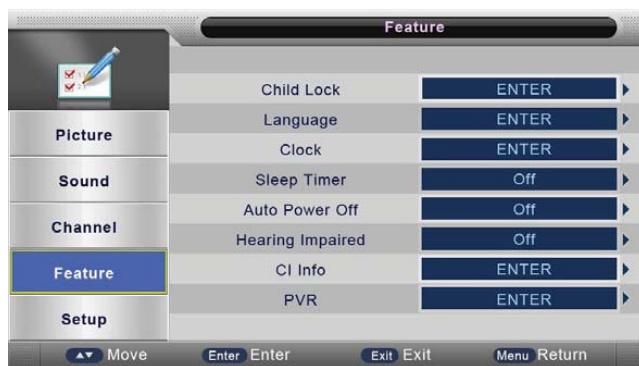 Feature
Child Lock ENTER
Language ENTER
Picture
Clock ENTER
Sound
Sleep Timer Off
Auto Power Off Off
Channel
Hearing Impaired Off
Feature
CI Info ENTER
PVR ENTER
Setup
Move Enter Enter Exit Exit Menu Return